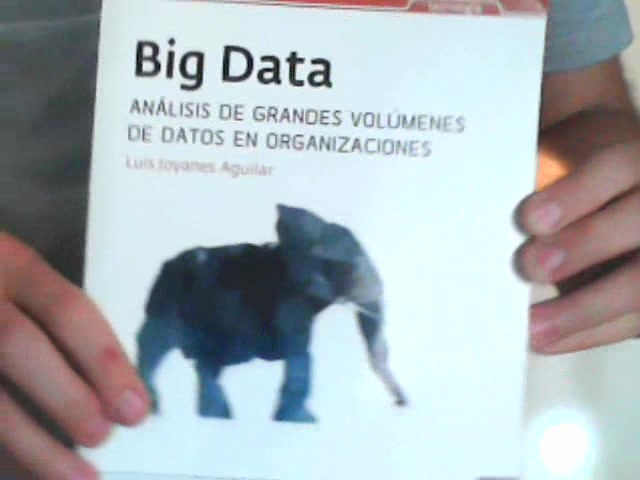 Big Data
ANÁLISIS DE GRANDES VOLÚMENES
DE DATOS EN ORGANIZACIONES
Luis Joyanes Aguilar